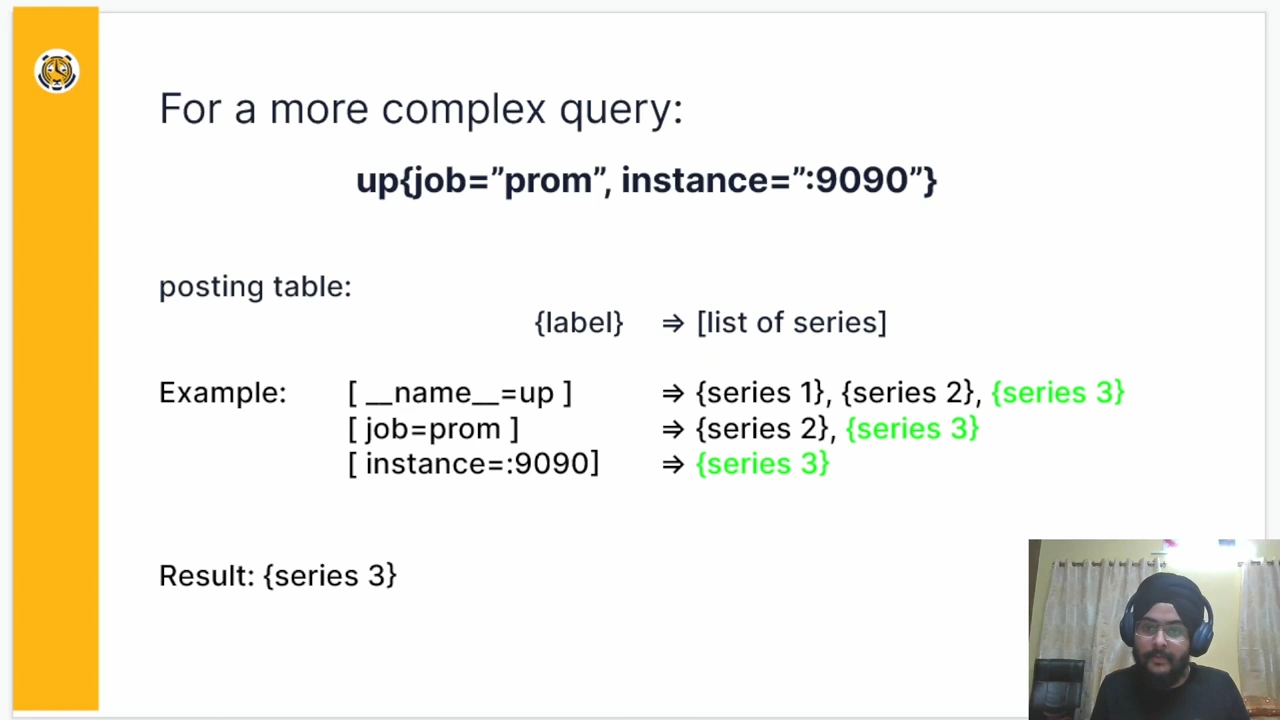 For a more complex query:
up{job=”prom”, instance=”:9090”}
posting table:
{label} ⇒ [list of series]
Example: [ __name__=up ] ⇒ {series 1}, {series 2}, {series 3}
[ job=prom ] ⇒ {series 2}, {series 3}
[ instance=:9090] ⇒ {series 3}
Result: {series 3}